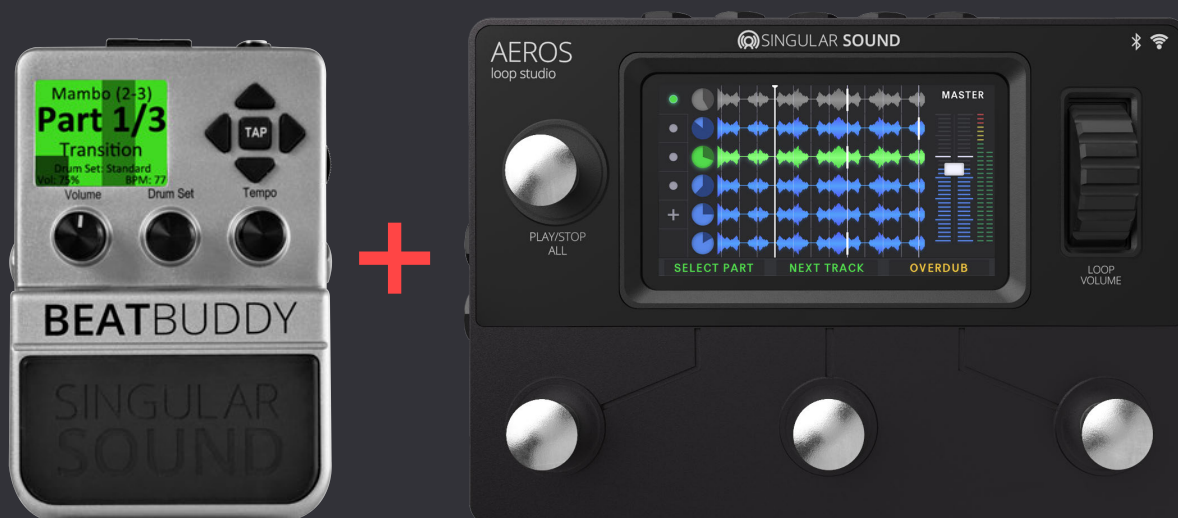 Mambo (2-3)
Part 1/3
Transition
Drum Set: Standard
Vol: 75% BPM: 77
TAP
Volume Drum Set Tempo
BEATBUDDY
SINGULAR
SOUND
AEROS
loop studio
SINGULAR SOUND
MASTER
PLAY/STOP
ALL
SELECT PART NEXT TRACK OVERDUB
LOOP
VOLUME